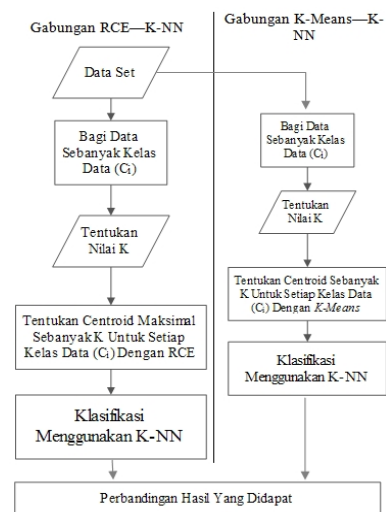 Gabungan RCE—K-NN
Data Set
Bagi Data
Sebanyak Kelas
Data (Cᵢ)
Tentukan
Nilai K
Tentukan Centroid Maksimal
Sebanyak K Untuk Setiap
Kelas Data (Cᵢ) Dengan RCE
Klasifikasi
Menggunakan K-NN
Gabungan K-Means—K-
NN
Bagi Data
Sebanyak Kelas
Data (Cᵢ)
Tentukan
Nilai K
Tentukan Centroid Sebanyak
K Untuk Setiap Kelas Data
(Cᵢ) Dengan K-Means
Klasifikasi
Menggunakan K-NN
Perbandingan Hasil Yang Didapat